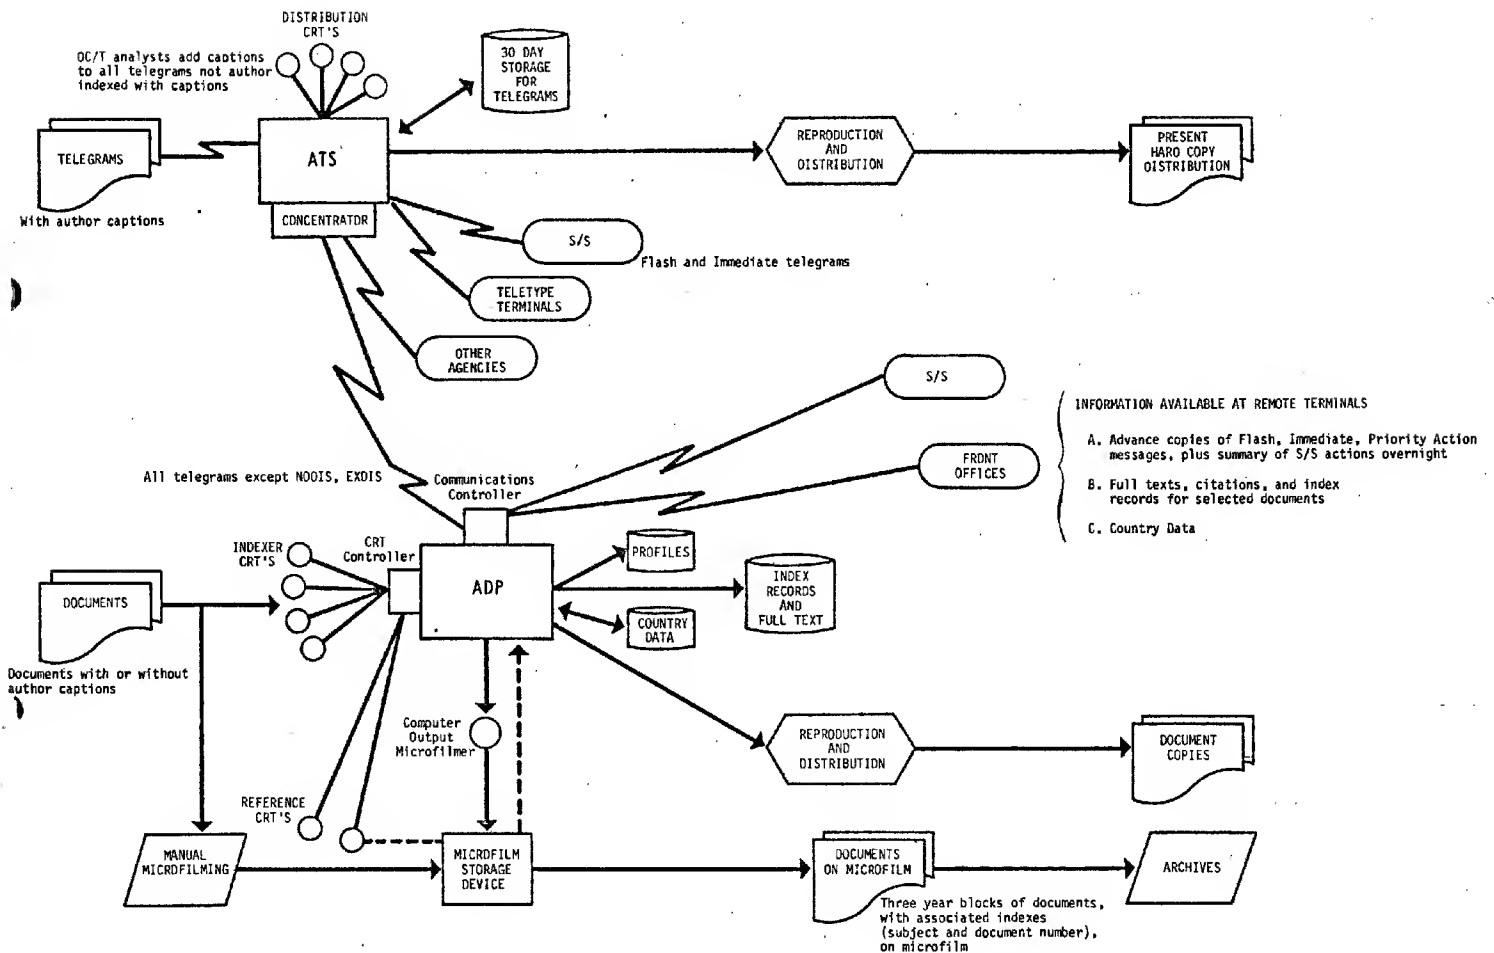 DISTRIBUTION
CRT'S
OC/T analysts add captions
to all telegrams not author
indexed with captions
30 DAY
STORAGE
FOR
TELEGRAMS
TELEGRAMS
With author captions
ATS
CONCENTRATOR
REPRODUCTION
AND
DISTRIBUTION
PRESENT
HARO COPY
OISTRIBUTION
S/S
Flash and Immediate telegrams
TELETYPE
TERMINALS
OTHER
AGENCIES
S/S
FRDNT
OFFICES
INFORMATION AVAILABLE AT REMOTE TERMINALS
A. Advance copies of Flash, Immediate, Priority Action
messages, plus summary of S/S actions overnight
B. Full texts, citations, and index
records for selected documents
C. Country Data
All telegrams except NOOIS, EXDIS
Communications
Controller
INDEXER
CRT'S
CRT
Controller
ADP
PROFILES
INDEX
RECORDS
AND
FULL TEXT
COUNTRY
DATA
DOCUMENTS
Documents with or without
author captions
Computer
Output
Microfilmer
REPRODUCTION
AND
DISTRIBUTION
DOCUMENT
COPIES
REFERENCE
CRT'S
MANUAL
MICRDFILMING
MICROFILM
STORAGE
DEVICE
DOCUMENTS
ON MICROFILM
Three year blocks of documents,
with associated indexes
(subject and document number),
on microfilm
ARCHIVES